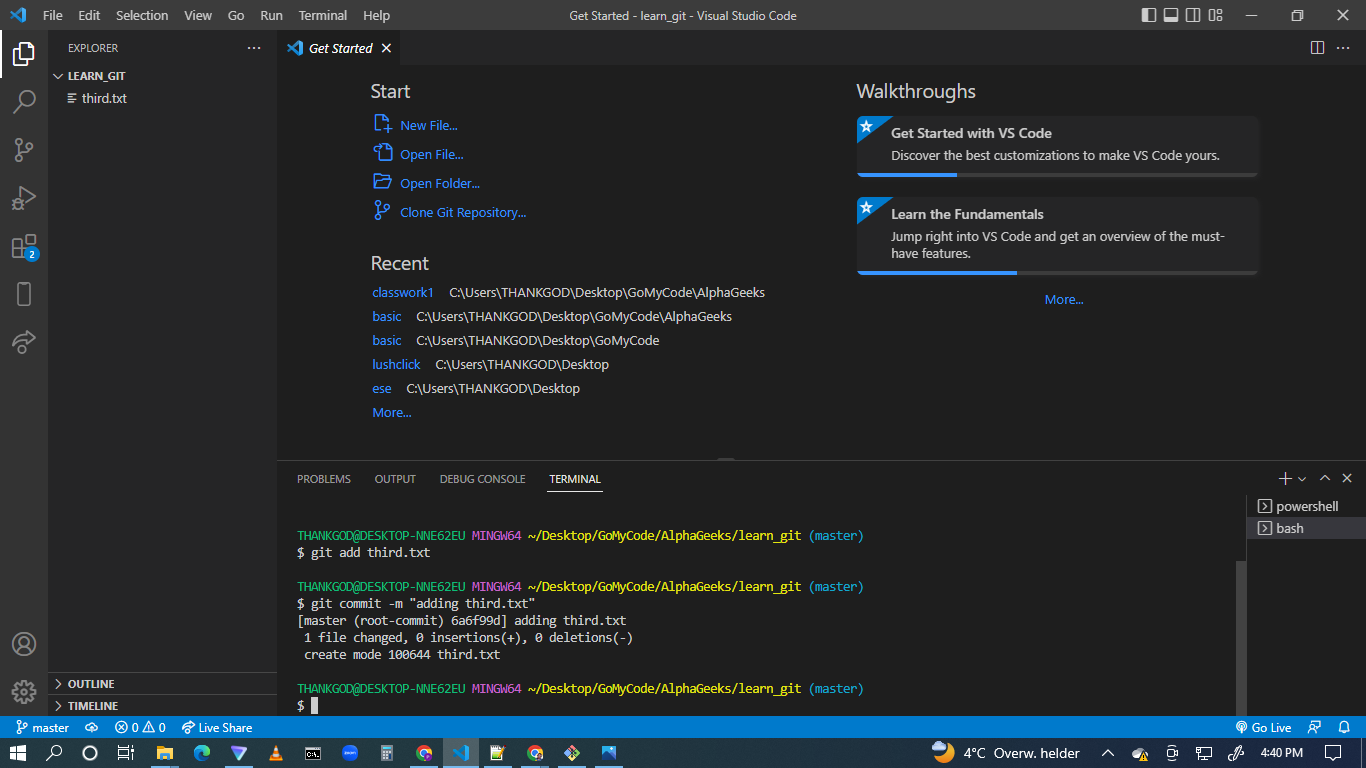 File Edit Selection View Go Run Terminal Help Get Started - learn_git - Visual Studio Code
EXPLORER
LEARN_GIT
third.txt
Get Started
Start
New File...
Open File...
Open Folder...
Clone Git Repository...
Recent
classwork1 C:\Users\THANKGOD\Desktop\GoMyCode\AlphaGeeks
basic C:\Users\THANKGOD\Desktop\GoMyCode\AlphaGeeks
basic C:\Users\THANKGOD\Desktop\GoMyCode
lushclick C:\Users\THANKGOD\Desktop
ese C:\Users\THANKGOD\Desktop
More...
Walkthroughs
Get Started with VS Code
Discover the best customizations to make VS Code yours.
Learn the Fundamentals
Jump right into VS Code and get an overview of the must-
have features.
More...
2
PROBLEMS OUTPUT DEBUG CONSOLE TERMINAL
powershell
bash
THANKGOD@DESKTOP-NNE62EU MINGW64 ~/Desktop/GoMyCode/AlphaGeeks/learn_git (master)
$ git add third.txt
THANKGOD@DESKTOP-NNE62EU MINGW64 ~/Desktop/GoMyCode/AlphaGeeks/learn_git (master)
$ git commit -m "adding third.txt"
[master (root-commit) 6a6f99d] adding third.txt
1 file changed, 0 insertions(+), 0 deletions(-)
create mode 100644 third.txt
THANKGOD@DESKTOP-NNE62EU MINGW64 ~/Desktop/GoMyCode/AlphaGeeks/learn_git (master)
$
OUTLINE
TIMELINE
master 0 0 Live Share Go Live
4°C Overw. helder 4:40 PM